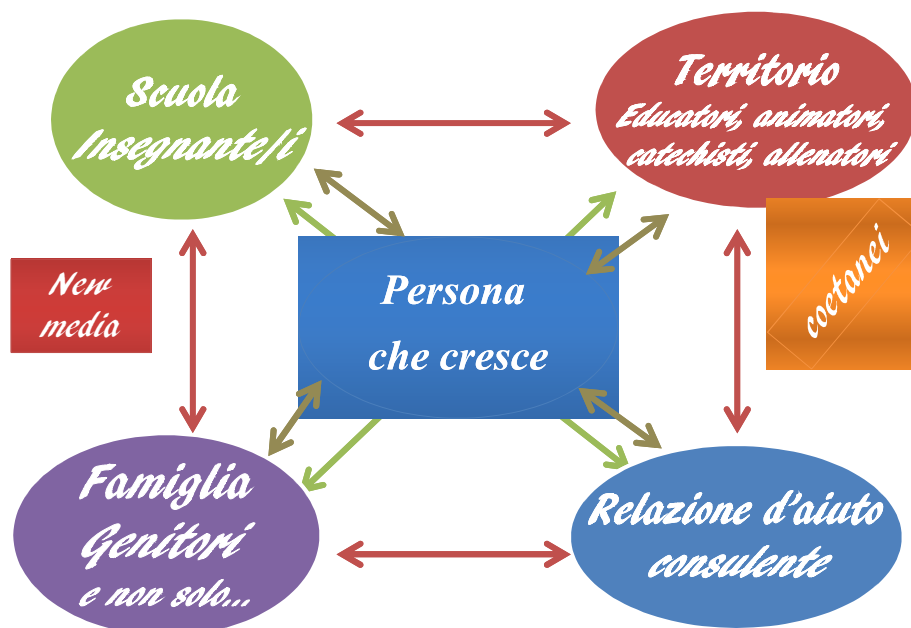 Scuola
Insegnante/i
Territorio
Educatori, animatori,
catechisti, allenatori
New
media
Persona
che cresce
coetanei
Famiglia
Genitori
e non solo...
Relazione d'aiuto
consulente